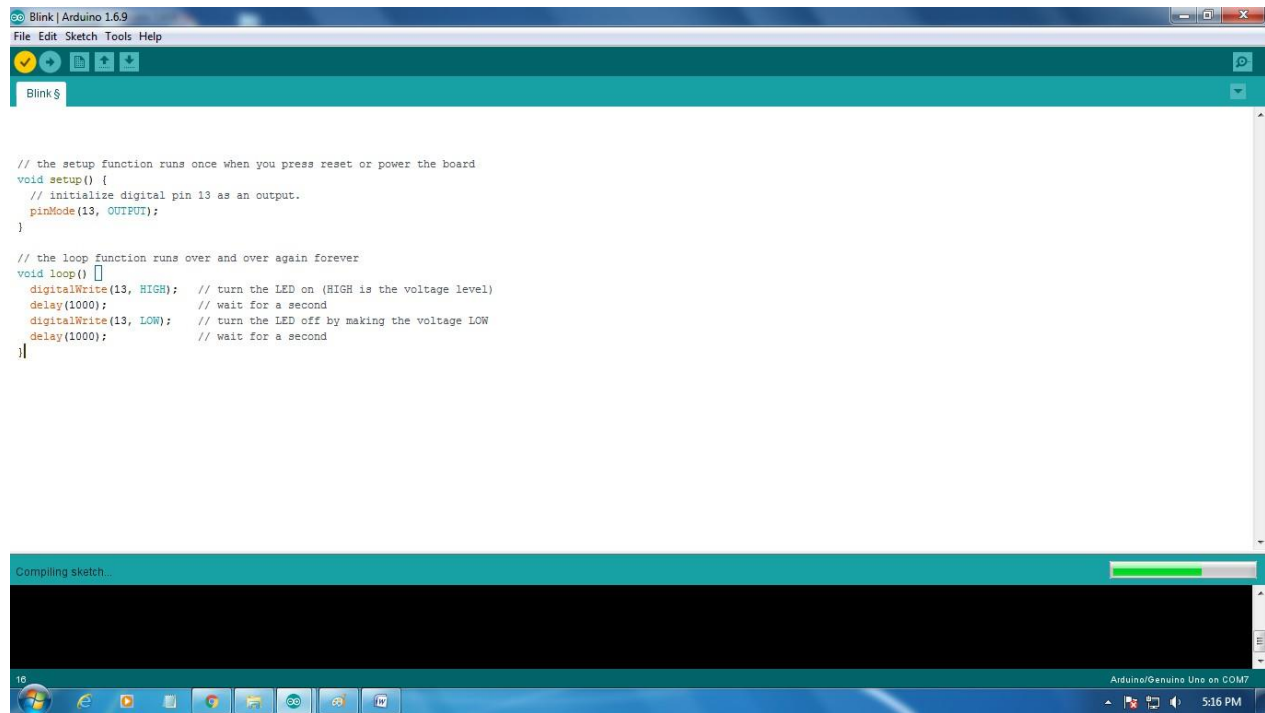 Blink | Arduino 1.6.9
File Edit Sketch Tools Help
Blink §
// the setup function runs once when you press reset or power the board
void setup() {
  // initialize digital pin 13 as an output.
  pinMode(13, OUTPUT);
}
// the loop function runs over and over again forever
void loop() {
  digitalWrite(13, HIGH);   // turn the LED on (HIGH is the voltage level)
  delay(1000);              // wait for a second
  digitalWrite(13, LOW);    // turn the LED off by making the voltage LOW
  delay(1000);              // wait for a second
}
Compiling sketch...
16
Arduino/Genuino Uno on COM7
5:16 PM